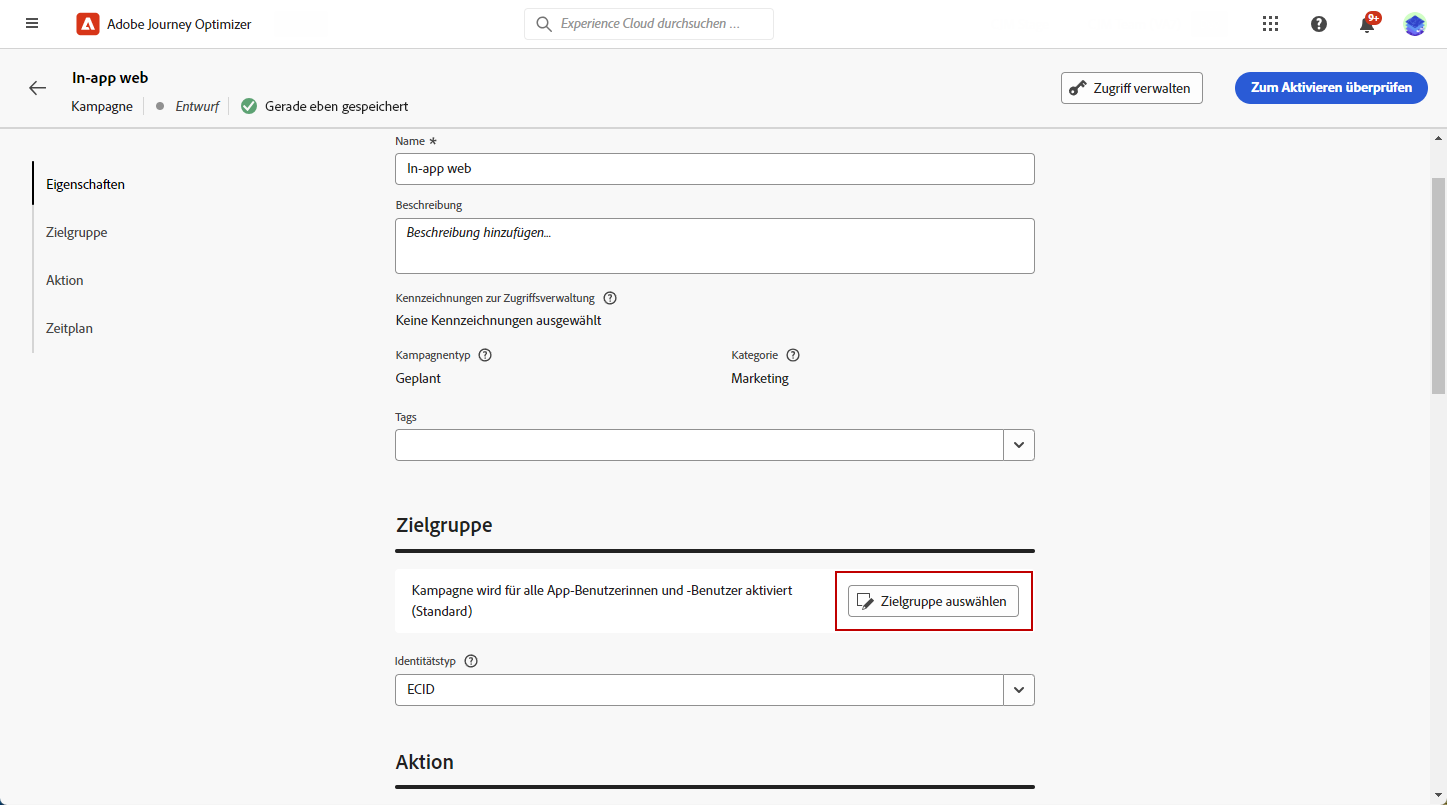 Adobe Journey Optimizer
Experience Cloud durchsuchen ...
9+
In-app web
Kampagne
Entwurf
Gerade eben gespeichert
Zugriff verwalten
Zum Aktivieren überprüfen
Eigenschaften
Zielgruppe
Aktion
Zeitplan
Name *
In-app web
Beschreibung
Beschreibung hinzufügen...
Kennzeichnungen zur Zugriffsverwaltung
Keine Kennzeichnungen ausgewählt
Kampagnentyp
Kategorie
Geplant
Marketing
Tags
Zielgruppe
Kampagne wird für alle App-Benutzerinnen und -Benutzer aktiviert
(Standard)
Zielgruppe auswählen
Identitätstyp
ECID
Aktion